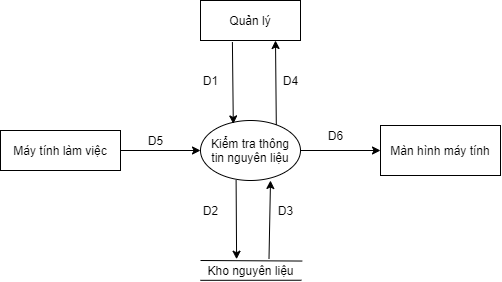 Quản lý
D1
D4
Máy tính làm việc
D5
Kiểm tra thông
tin nguyên liệu
D6
Màn hình máy tính
D2
D3
Kho nguyên liệu